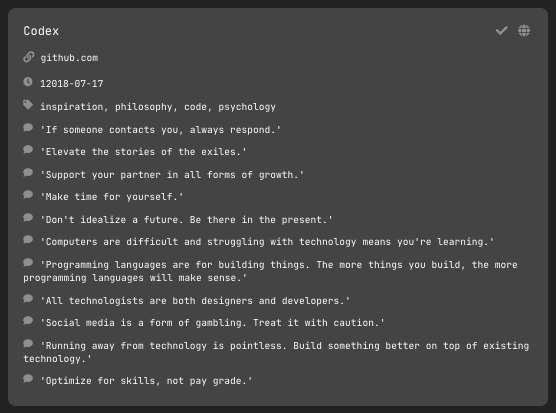 Codex
github.com
12018-07-17
inspiration, philosophy, code, psychology
'If someone contacts you, always respond.'
'Elevate the stories of the exiles.'
'Support your partner in all forms of growth.'
'Make time for yourself.'
'Don't idealize a future. Be there in the present.'
'Computers are difficult and struggling with technology means you're learning.'
'Programming languages are for building things. The more things you build, the more
programming languages will make sense.'
'All technologists are both designers and developers.'
'Social media is a form of gambling. Treat it with caution.'
'Running away from technology is pointless. Build something better on top of existing
technology.'
'Optimize for skills, not pay grade.'